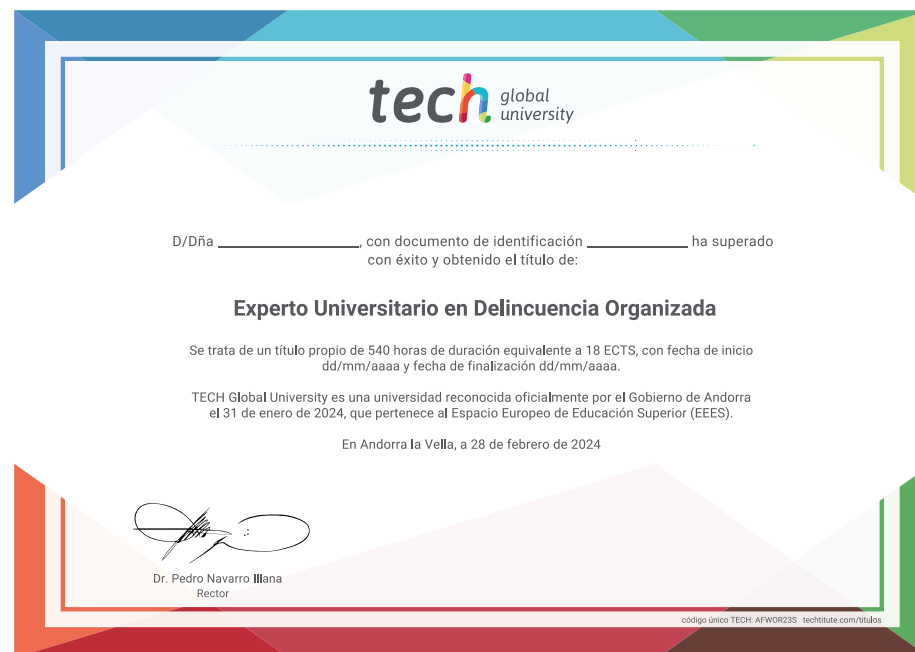 tech global
university
D/Dña ____________________, con documento de identificación ______________ ha superado
con éxito y obtenido el título de:
Experto Universitario en Delincuencia Organizada
Se trata de un título propio de 540 horas de duración equivalente a 18 ECTS, con fecha de inicio
dd/mm/aaaa y fecha de finalización dd/mm/aaaa.
TECH Global University es una universidad reconocida oficialmente por el Gobierno de Andorra
el 31 de enero de 2024, que pertenece al Espacio Europeo de Educación Superior (EEES).
En Andorra la Vella, a 28 de febrero de 2024
Dr. Pedro Navarro Illana
Rector
código único TECH: AFWOR23S techtitute.com/titulos